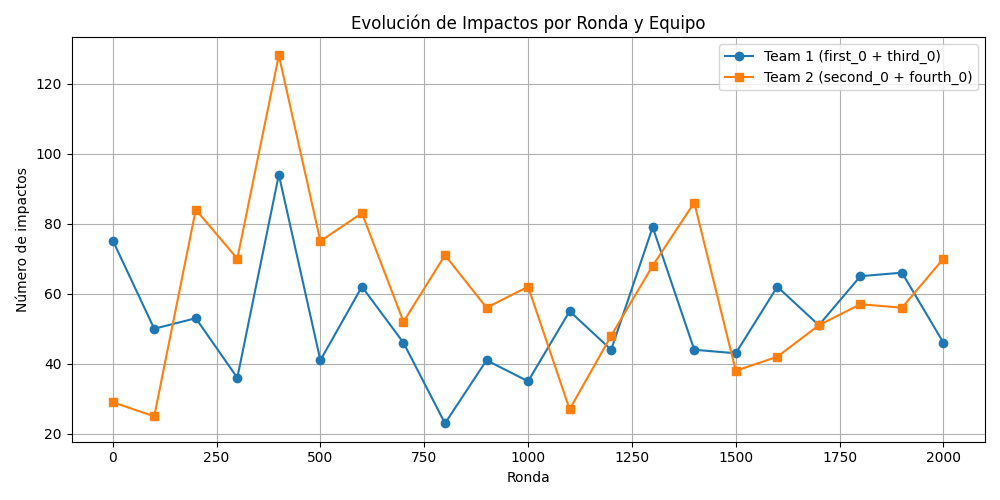 Evolución de Impactos por Ronda y Equipo
Team 1 (first_0 + third_0)
Team 2 (second_0 + fourth_0)
Número de impactos
120
100
80
60
40
20
0 250 500 750 1000 1250 1500 1750 2000
Ronda